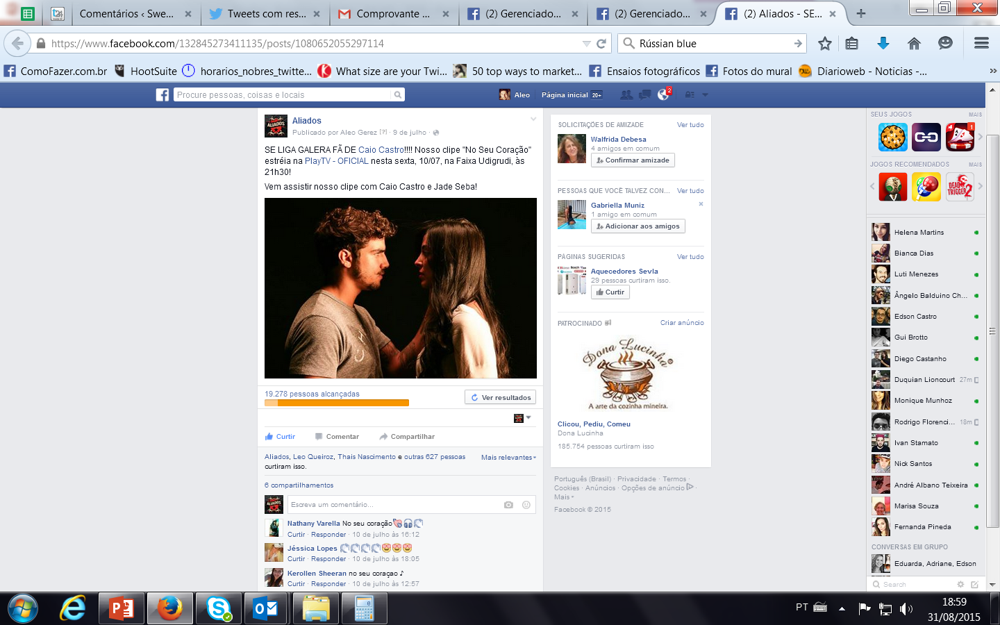 Comentários ‹ Swe...
Tweets com res...
Comprovante ...
(2) Gerenciado...
(2) Gerenciado...
(2) Aliados - SE...
https://www.facebook.com/132845273411135/posts/1080652055297114
Rússian blue
ComoFazer.com.br
HootSuite
horarios_nobres_twitte...
What size are your Twi...
50 top ways to market...
Ensaios fotográficos
Fotos do mural
Diarioweb - Noticias -...
Procure pessoas, coisas e locais
Aleo
Página inicial 20+
2
Aliados
Publicado por Aleo Gerez [?] · 9 de julho ·
SE LIGA GALERA FÃ DE Caio Castro!!!! Nosso clipe "No Seu Coração"
estréia na PlayTV - OFICIAL nesta sexta, 10/07, na Faixa Udigrudi, às
21h30!
Vem assistir nosso clipe com Caio Castro e Jade Seba!
19.278 pessoas alcançadas
Ver resultados
Curtir
Comentar
Compartilhar
Aliados, Leo Queiroz, Thais Nascimento e outras 627 pessoas
curtiram isso.
Mais relevantes
6 compartilhamentos
Escreva um comentário...
Nathany Varella No seu coração
Curtir · Responder · 10 de julho às 16:12
Jéssica Lopes
Curtir · Responder · 10 de julho às 18:05
Kerollen Sheeran no seu coraçao ♪
Curtir · Responder · 10 de julho às 12:57
SOLICITAÇÕES DE AMIZADE
Ver tudo
Walfrida Debesa
4 amigos em comum
Confirmar amizade
PESSOAS QUE VOCÊ TALVEZ CON...
Ver tudo
Gabriella Muniz
1 amigo em comum
Adicionar aos amigos
PÁGINAS SUGERIDAS
Ver tudo
Aquecedores Sevla
29 pessoas curtiram isso.
Curtir
PATROCINADO
Criar anúncio
Dona Lucinha
A arte da cozinha mineira.
Clicou, Pediu, Comeu
Dona Lucinha
185.754 pessoas curtiram isso
Português (Brasil) · Privacidade · Termos ·
Cookies · Anúncios · Opções de anúncio ·
Mais
Facebook © 2015
SEUS JOGOS
MAIS
1
JOGOS RECOMENDADOS
MAIS
DEAD TRIGGER 2
Helena Martins
Bianca Dias
Luti Menezes
Ângelo Balduino Ch...
Edson Castro
Gui Brotto
Diego Castanho
Duquian Lioncourt 27m
Monique Munhoz
Rodrigo Florenci... 18m
Ivan Stamato
Nick Santos
André Albano Teixeira
Marisa Souza
Fernanda Pineda
CONVERSAS EM GRUPO
Eduarda, Adriane, Edson
Search
PT
18:59
31/08/2015